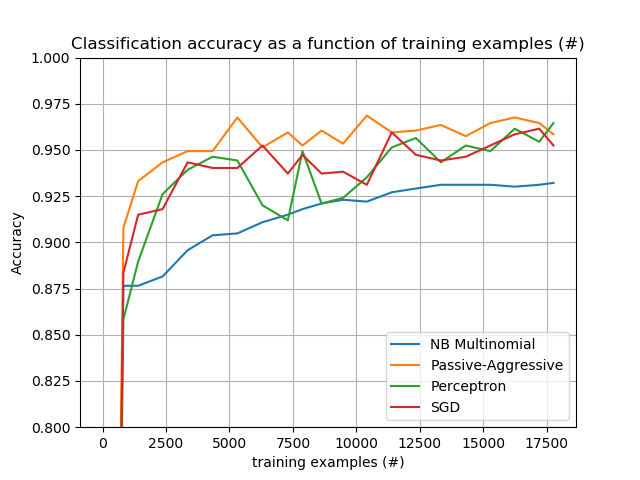 Classification accuracy as a function of training examples (#)
1.000
0.975
0.950
0.925
0.900
0.875
0.850
0.825
0.800
Accuracy
NB Multinomial
Passive-Aggressive
Perceptron
SGD
0 2500 5000 7500 10000 12500 15000 17500
training examples (#)